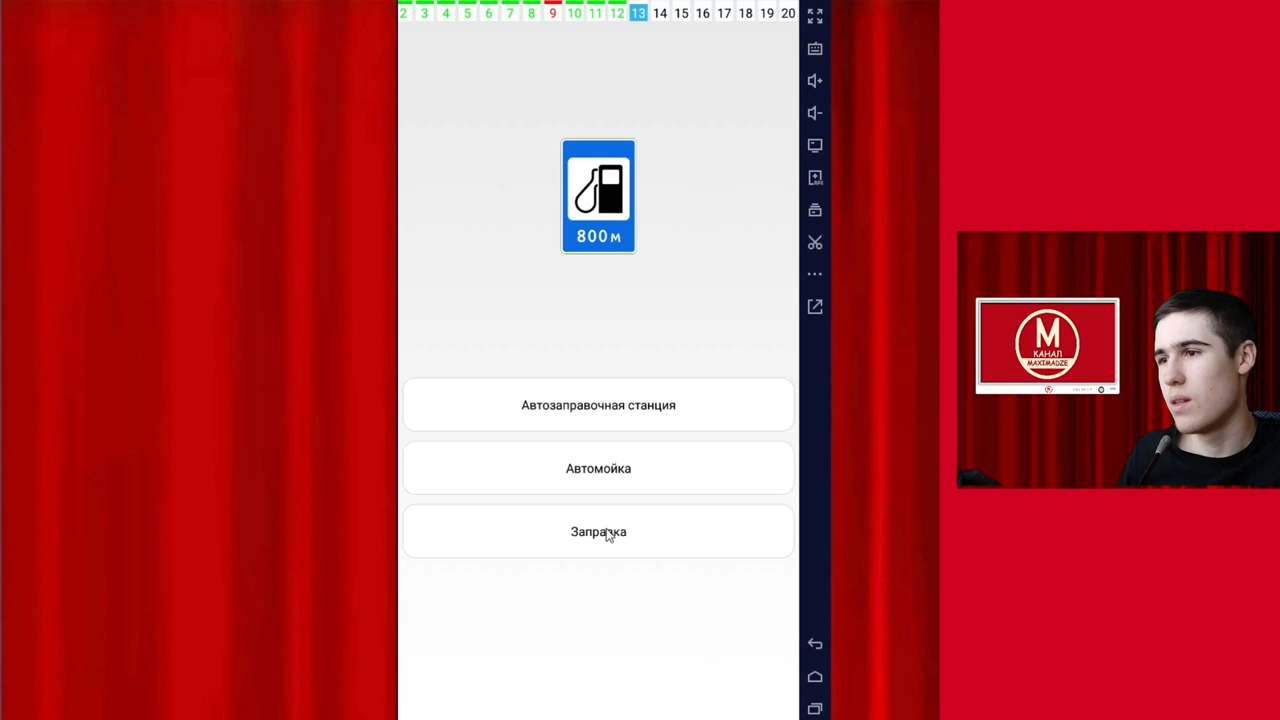 2 3 4 5 6 7 8 9 10 11 12 13 14 15 16 17 18 19 20
800 м
Автозаправочная станция
Автомойка
Заправка
М
КАНАЛ
MAXIMADZE